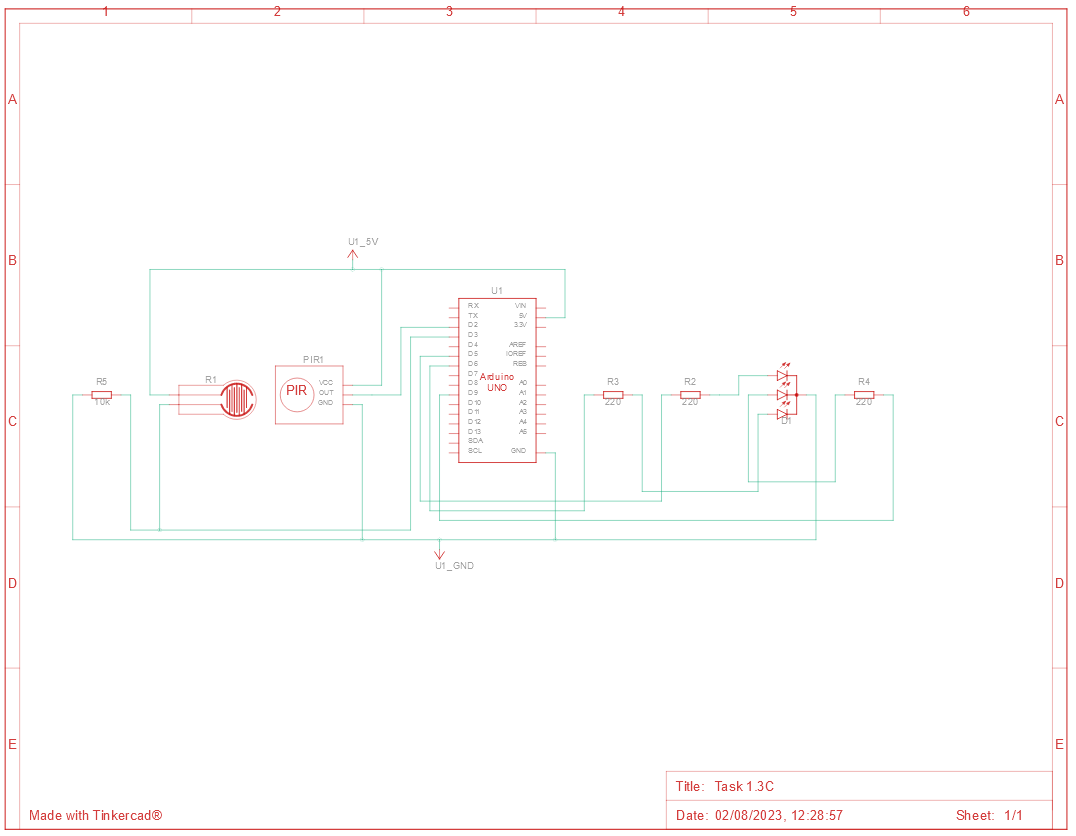 1 2 3 4 5 6
A A
B B
C C
D D
E E
U1_5V
U1
RX VIN
TX 5V
D2 3.3V
D3
D4 AREF
D5 IOREF
D6 RES
D7
D8 A0
D9 A1
D10 A2
D11 A3
D12 A4
D13 A5
SDA
SCL GND
Arduino
UNO
PIR1
PIR
VCC
OUT
GND
R5
10k
R1
R3
220
R2
220
D1
R4
220
U1_GND
Title: Task 1.3C
Made with Tinkercad®
Date: 02/08/2023, 12:28:57 Sheet: 1/1